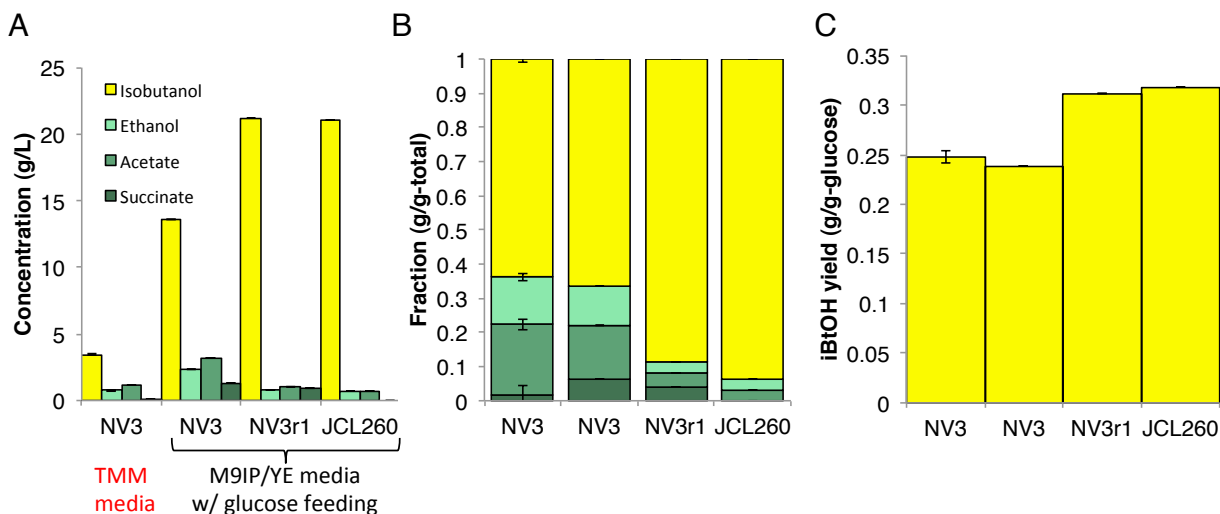 A
Concentration (g/L)
25
20
15
10
5
0
Isobutanol
Ethanol
Acetate
Succinate
NV3
NV3
NV3r1
JCL260
TMM
media
M9IP/YE media
w/ glucose feeding
B
Fraction (g/g-total)
1
0.9
0.8
0.7
0.6
0.5
0.4
0.3
0.2
0.1
0
NV3
NV3
NV3r1
JCL260
C
iBtOH yield (g/g-glucose)
0.35
0.3
0.25
0.2
0.15
0.1
0.05
0
NV3
NV3
NV3r1
JCL260